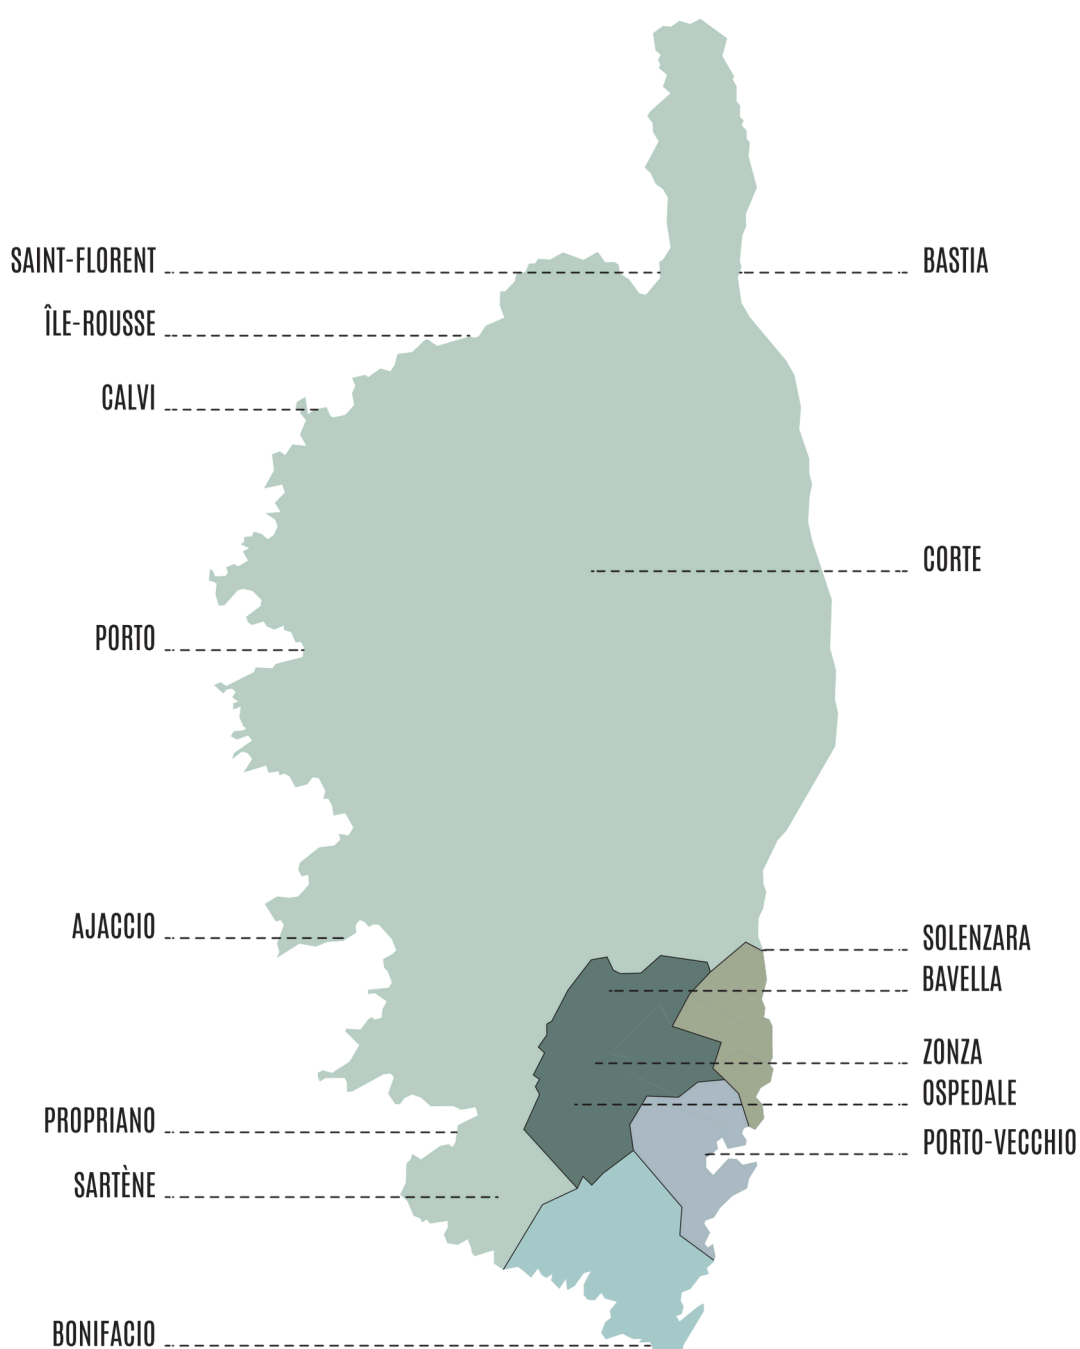 SAINT-FLORENT
BASTIA
ÎLE-ROUSSE
CALVI
CORTE
PORTO
AJACCIO
SOLENZARA
BAVELLA
ZONZA
OSPEDALE
PROPRIANO
PORTO-VECCHIO
SARTÈNE
BONIFACIO